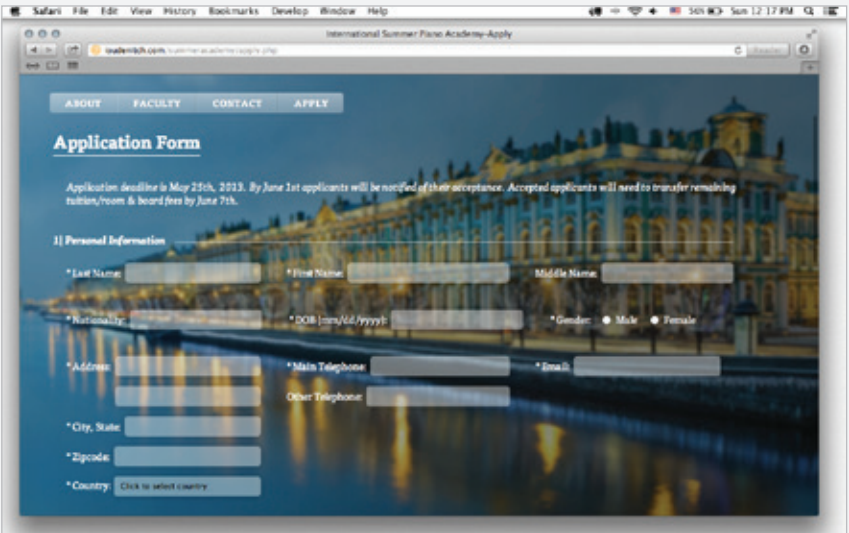 Safari File Edit View History Bookmarks Develop Window Help
56% Sun 12:17 PM
International Summer Piano Academy-Apply
Reader
ABOUT FACULTY CONTACT APPLY
Application Form
Application deadline is May 25th, 2013. By June 1st applicants will be notified of their acceptance. Accepted applicants will need to transfer remaining
tuition/room & board fees by June 7th.
1| Personal Information
*Last Name: *First Name: Middle Name:
*Nationality: *DOB (mm/dd/yyyy): *Gender: Male Female
*Address: *Main Telephone: *Email:
Other Telephone:
*City, State:
*Zipcode:
*Country: Click to select country